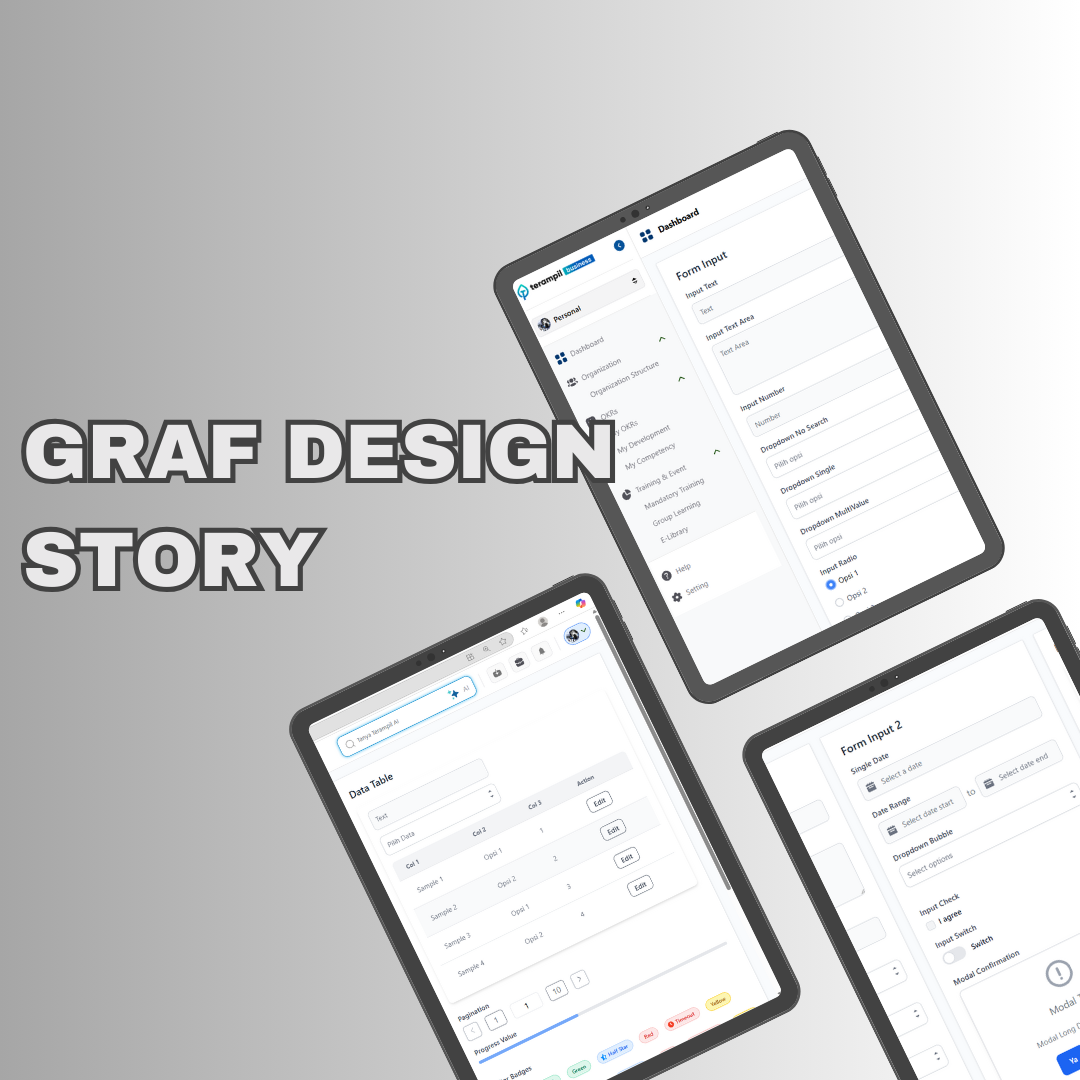 GRAF DESIGN
STORY
terampil business
Personal
Dashboard
Organization
Organization Structure
OKRs
OKRs
My Development
My Competency
Training & Event
Mandatory Training
Group Learning
E-Library
Help
Setting
Dashboard
Form Input
Input Text
Text
Input Text Area
Text Area
Input Number
Number
Dropdown No Search
Pilih opsi
Dropdown Single
Pilih opsi
Dropdown MultiValue
Pilih opsi
Input Radio
Opsi 1
Opsi 2
Tanya Terampil AI
AI
Data Table
Text
Pilih Data
Col 1 Col 2 Col 3 Action
Sample 1 Opsi 1 1 Edit
Sample 2 Opsi 2 2 Edit
Sample 3 Opsi 1 3 Edit
Sample 4 Opsi 2 4 Edit
Pagination
< 1 1 10 >
Progress Value
Badges
Green Half Star Red Timeout Yellow
Form Input 2
Single Date
Select a date
Date Range
Select date start to Select date end
Dropdown Bubble
Select options
Input Check
I agree
Input Switch
Switch
Modal Confirmation
Modal
Modal Long
Ya